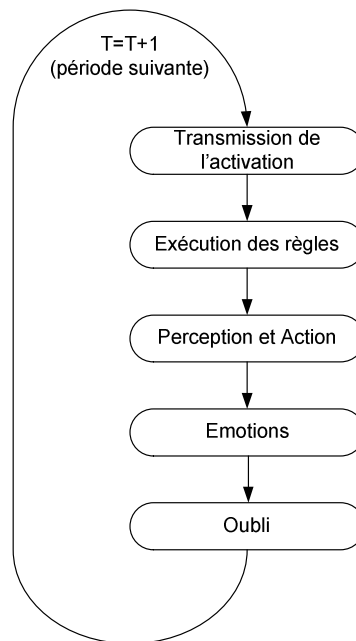 T=T+1
(période suivante)
Transmission de
l'activation
Exécution des règles
Perception et Action
Emotions
Oubli